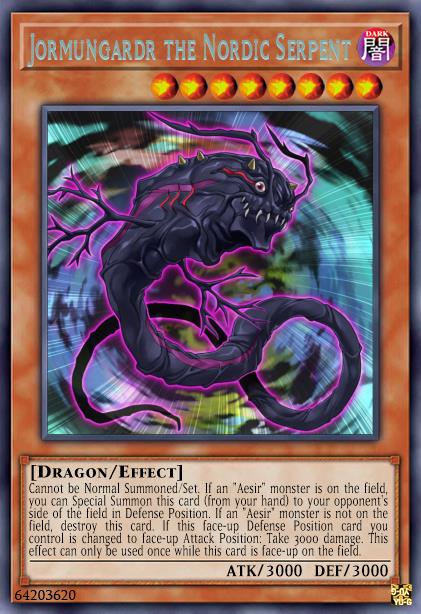 Jormungardr the Nordic Serpent
DARK
闇
[Dragon/Effect]
Cannot be Normal Summoned/Set. If an "Aesir" monster is on the field,
you can Special Summon this card (from your hand) to your opponent's
side of the field in Defense Position. If an "Aesir" monster is not on the
field, destroy this card. If this face-up Defense Position card you
control is changed to face-up Attack Position: Take 3000 damage. This
effect can only be used once while this card is face-up on the field.
ATK/3000 DEF/3000
64203620